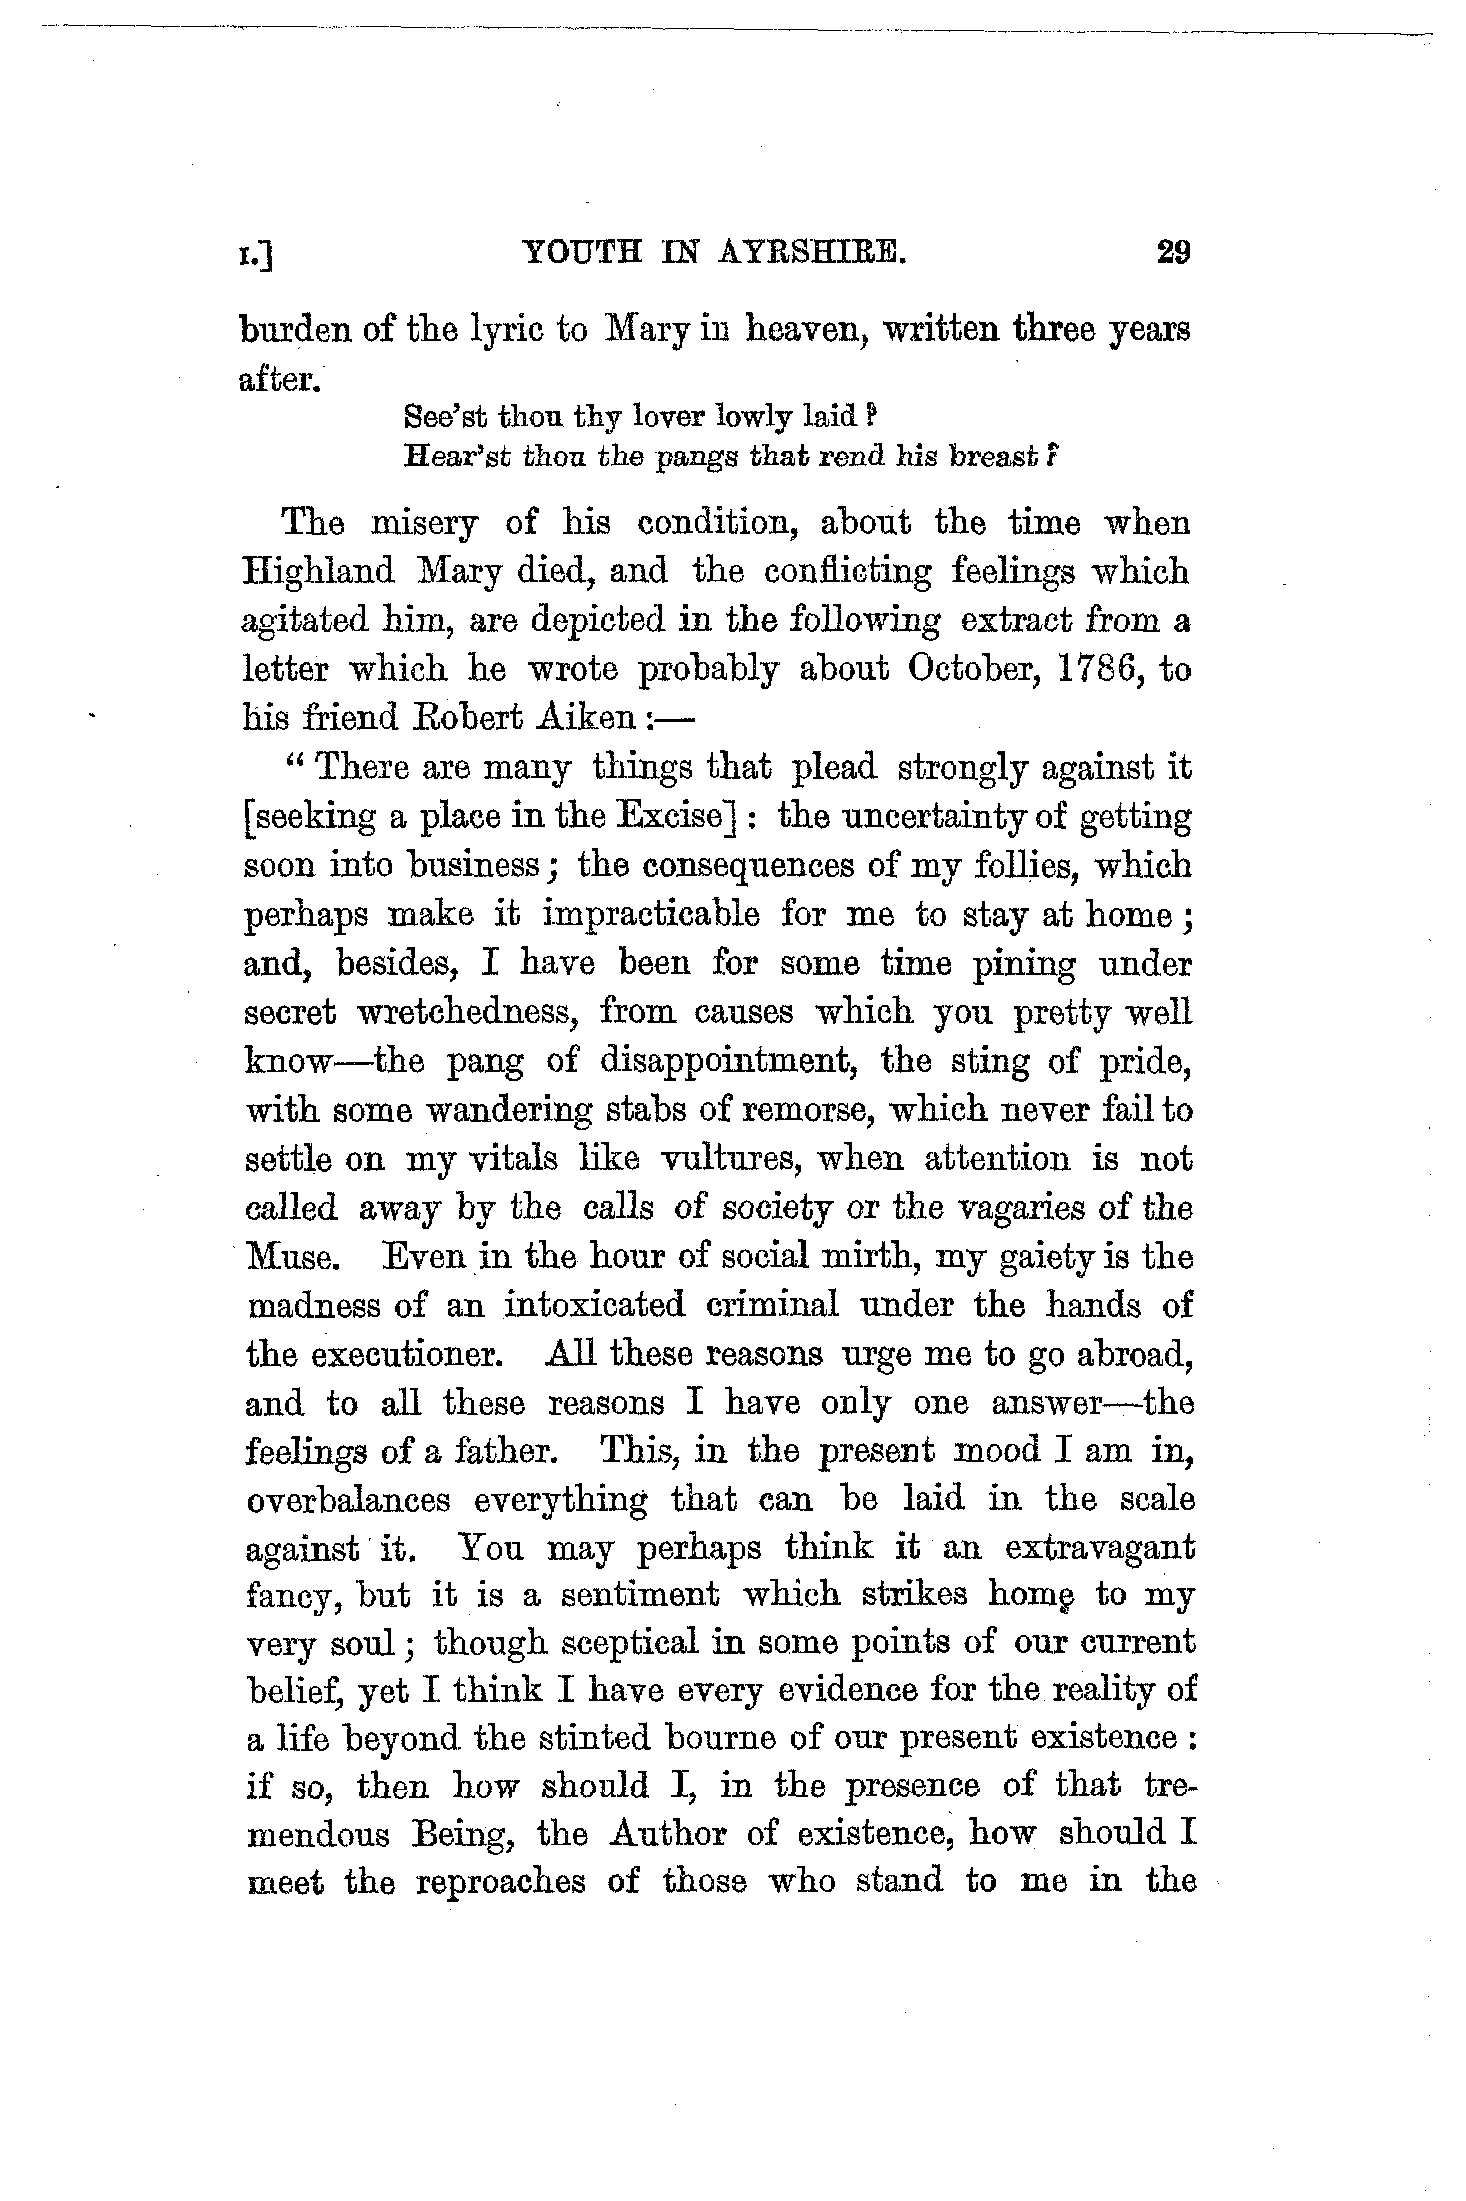 I.] YOUTH IN AYRSHIRE. 29
burden of the lyric to Mary in heaven, written three years
after.
See'st thou thy lover lowly laid?
Hear'st thou the pangs that rend his breast?
The misery of his condition, about the time when
Highland Mary died, and the conflicting feelings which
agitated him, are depicted in the following extract from a
letter which he wrote probably about October, 1786, to
his friend Robert Aiken:—
"There are many things that plead strongly against it
[seeking a place in the Excise]: the uncertainty of getting
soon into business; the consequences of my follies, which
perhaps make it impracticable for me to stay at home;
and, besides, I have been for some time pining under
secret wretchedness, from causes which you pretty well
know—the pang of disappointment, the sting of pride,
with some wandering stabs of remorse, which never fail to
settle on my vitals like vultures, when attention is not
called away by the calls of society or the vagaries of the
Muse. Even in the hour of social mirth, my gaiety is the
madness of an intoxicated criminal under the hands of
the executioner. All these reasons urge me to go abroad,
and to all these reasons I have only one answer—the
feelings of a father. This, in the present mood I am in,
overbalances everything that can be laid in the scale
against it. You may perhaps think it an extravagant
fancy, but it is a sentiment which strikes home to my
very soul; though sceptical in some points of our current
belief, yet I think I have every evidence for the reality of
a life beyond the stinted bourne of our present existence:
if so, then how should I, in the presence of that tre-
mendous Being, the Author of existence, how should I
meet the reproaches of those who stand to me in the